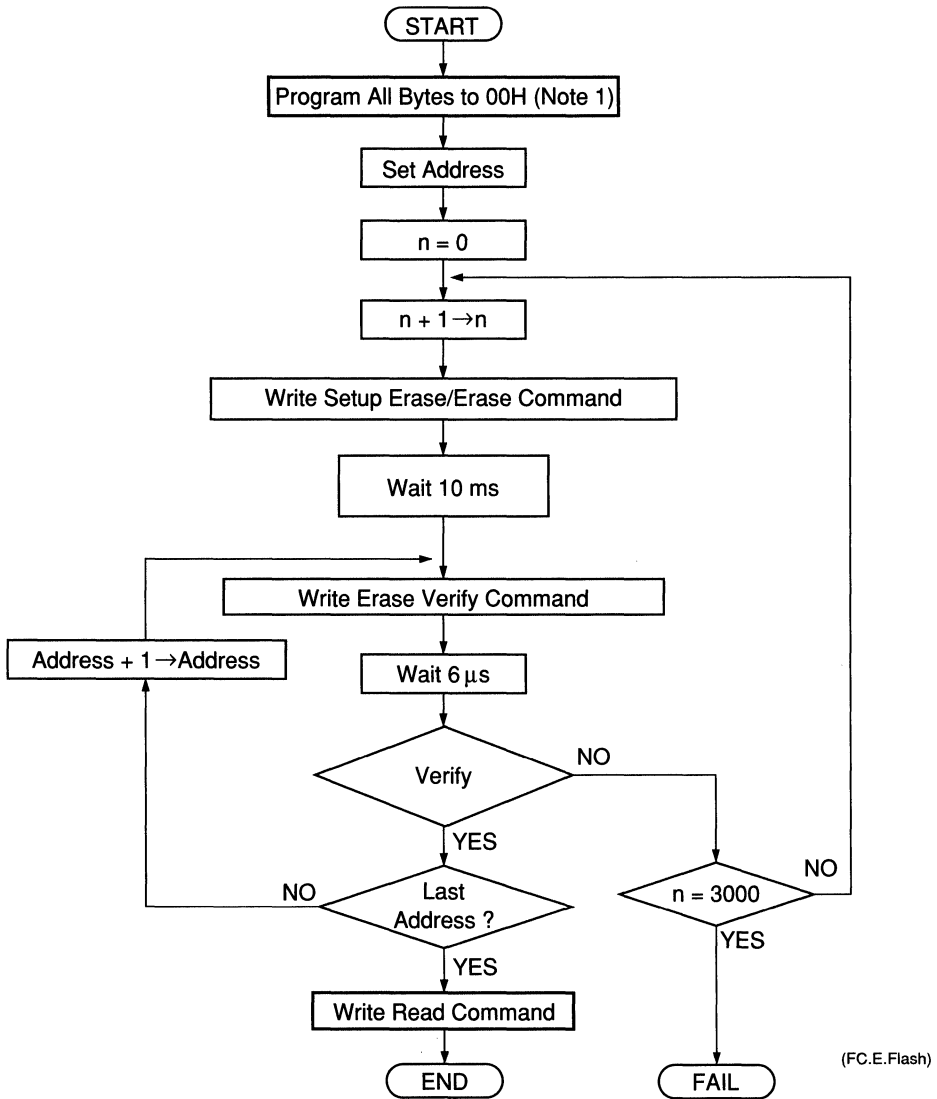 START
Program All Bytes to 00H (Note 1)
Set Address
n = 0
n + 1→n
Write Setup Erase/Erase Command
Wait 10 ms
Write Erase Verify Command
Address + 1→Address
Wait 6 μs
Verify
NO
YES
NO
Last
Address ?
n = 3000
NO
YES
YES
Write Read Command
END
FAIL
(FC.E.Flash)